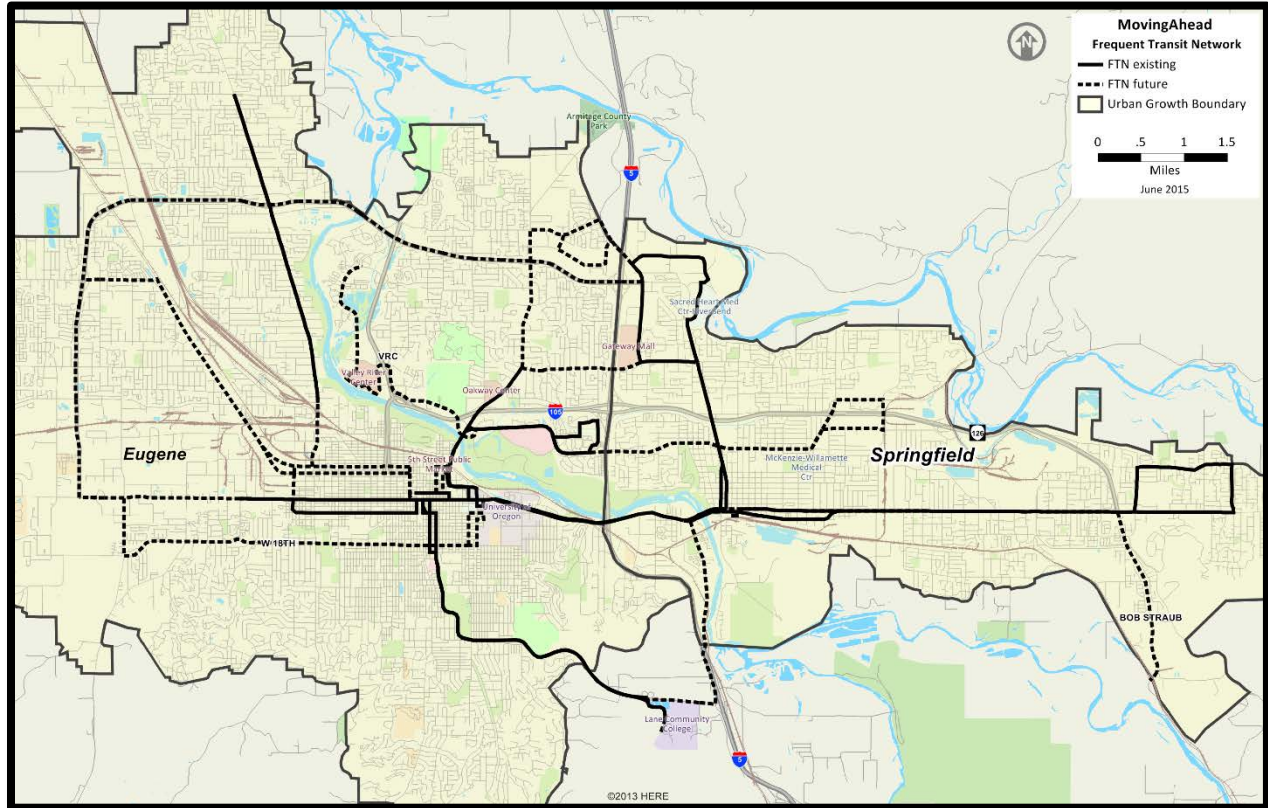 MovingAhead
Frequent Transit Network
FTN existing
FTN future
Urban Growth Boundary
0 .5 1 1.5
Miles
June 2015
N
Armitage County
Park
5
Sacred Heart Med
Ctr-Riverbend
Gateway Mall
VRC
Valley River
Center
Oakway Center
105
126
Eugene
5th Street Public
Market
McKenzie-Willamette
Medical
Ctr
Springfield
University of
Oregon
W 18TH
BOB STRAUB
Lane Community
College
5
©2013 HERE